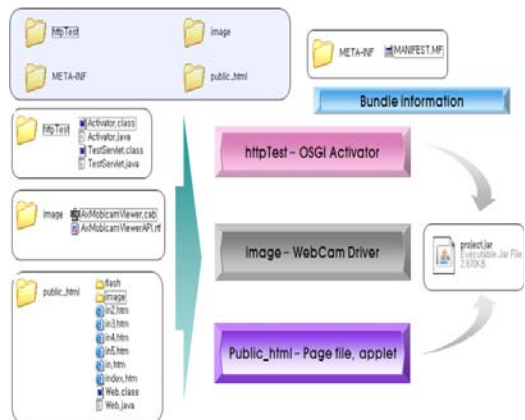 httpTest
image
META-INF
public_html
META-INF
MANIFEST.MF
Bundle information
httpTest
Activator.class
Activator.java
TestServlet.class
TestServlet.java
httpTest - OSGI Activator
image
AxMobicamViewer.cab
AxMobicamViewerAPI.rtf
image - WebCam Driver
project.jar
Executable Jar File
2,670KB
public_html
flash
image
in2.htm
in3.htm
in4.htm
in5.htm
in.htm
index.htm
Web.class
Web.java
Public_html - Page file, applet